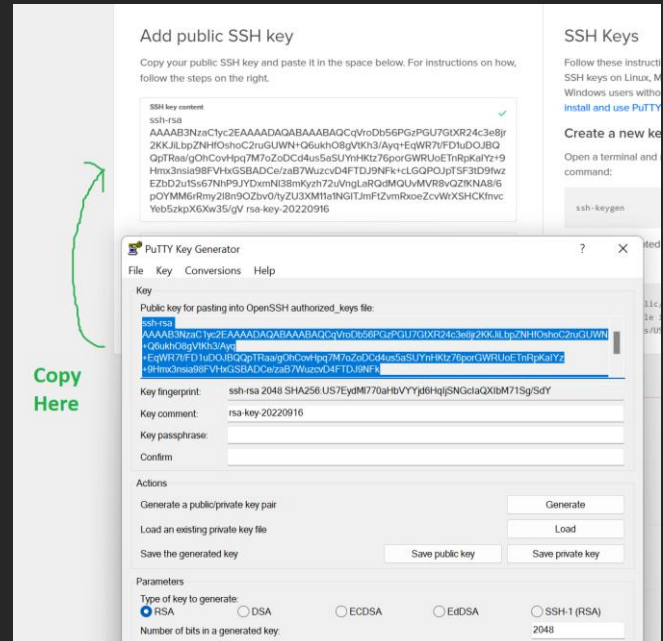 Add public SSH key
Copy your public SSH key and paste it in the space below. For instructions on how,
follow the steps on the right.
SSH key content
ssh-rsa
AAAAB3NzaC1yc2EAAAADAQABAAABAQCqVroDb56PGzPGU7GtXR24c3e8jr
2KKJiLbpZNHfOshoC2ruGUWN+Q6ukhO8gVtKh3/Ayq+EqWR7t/FD1uDOJBQ
QpTRaa/gOhCovHpq7M7oZoDCd4us5aSUYnHKtz76porGWRUoETnRpKaIYz+9
Hmx3nsia98FVHxGSBADCe/zaB7WuzcvD4FTDJ9NFk+cLGQPOJpTSF3tD9fwz
EZbD2u1Ss67NhP9JYDxmNI38mKyzh72uVngLaRQdMQUvMVR8vQZfKNA8/6
pOYMM6rRmy2I8n9OZbv0/tyZU3XM11a1NGITJmFtZvmRxoeZcvWrXSHCKfnvc
Yeb5zkpX6Xw35/gV rsa-key-20220916
SSH Keys
Follow these instructi
SSH keys on Linux, M
Windows users witho
install and use PuTTY
Create a new ke
Open a terminal and
command:
ssh-keygen
Copy
Here
PuTTY Key Generator
?
File Key Conversions Help
Key
Public key for pasting into OpenSSH authorized_keys file:
ssh-rsa
AAAAB3NzaC1yc2EAAAADAQABAAABAQCqVroDb56PGzPGU7GtXR24c3e8jr2KKJiLbpZNHfOshoC2ruGUWN
+Q6ukhO8gVtKh3/Ayq
+EqWR7t/FD1uDOJBQQpTRaa/gOhCovHpq7M7oZoDCd4us5aSUYnHKtz76porGWRUoETnRpKaIYz
+9Hmx3nsia98FVHxGSBADCe/zaB7WuzcvD4FTDJ9NFk
Key fingerprint: ssh-rsa 2048 SHA256:US7EydMl770aHbVYYjd6HqljSNGclaQXlbM71Sg/SdY
Key comment: rsa-key-20220916
Key passphrase:
Confirm
Actions
Generate a public/private key pair Generate
Load an existing private key file Load
Save the generated key Save public key Save private key
Parameters
Type of key to generate:
RSA DSA ECDSA EdDSA SSH-1 (RSA)
Number of bits in a generated key: 2048